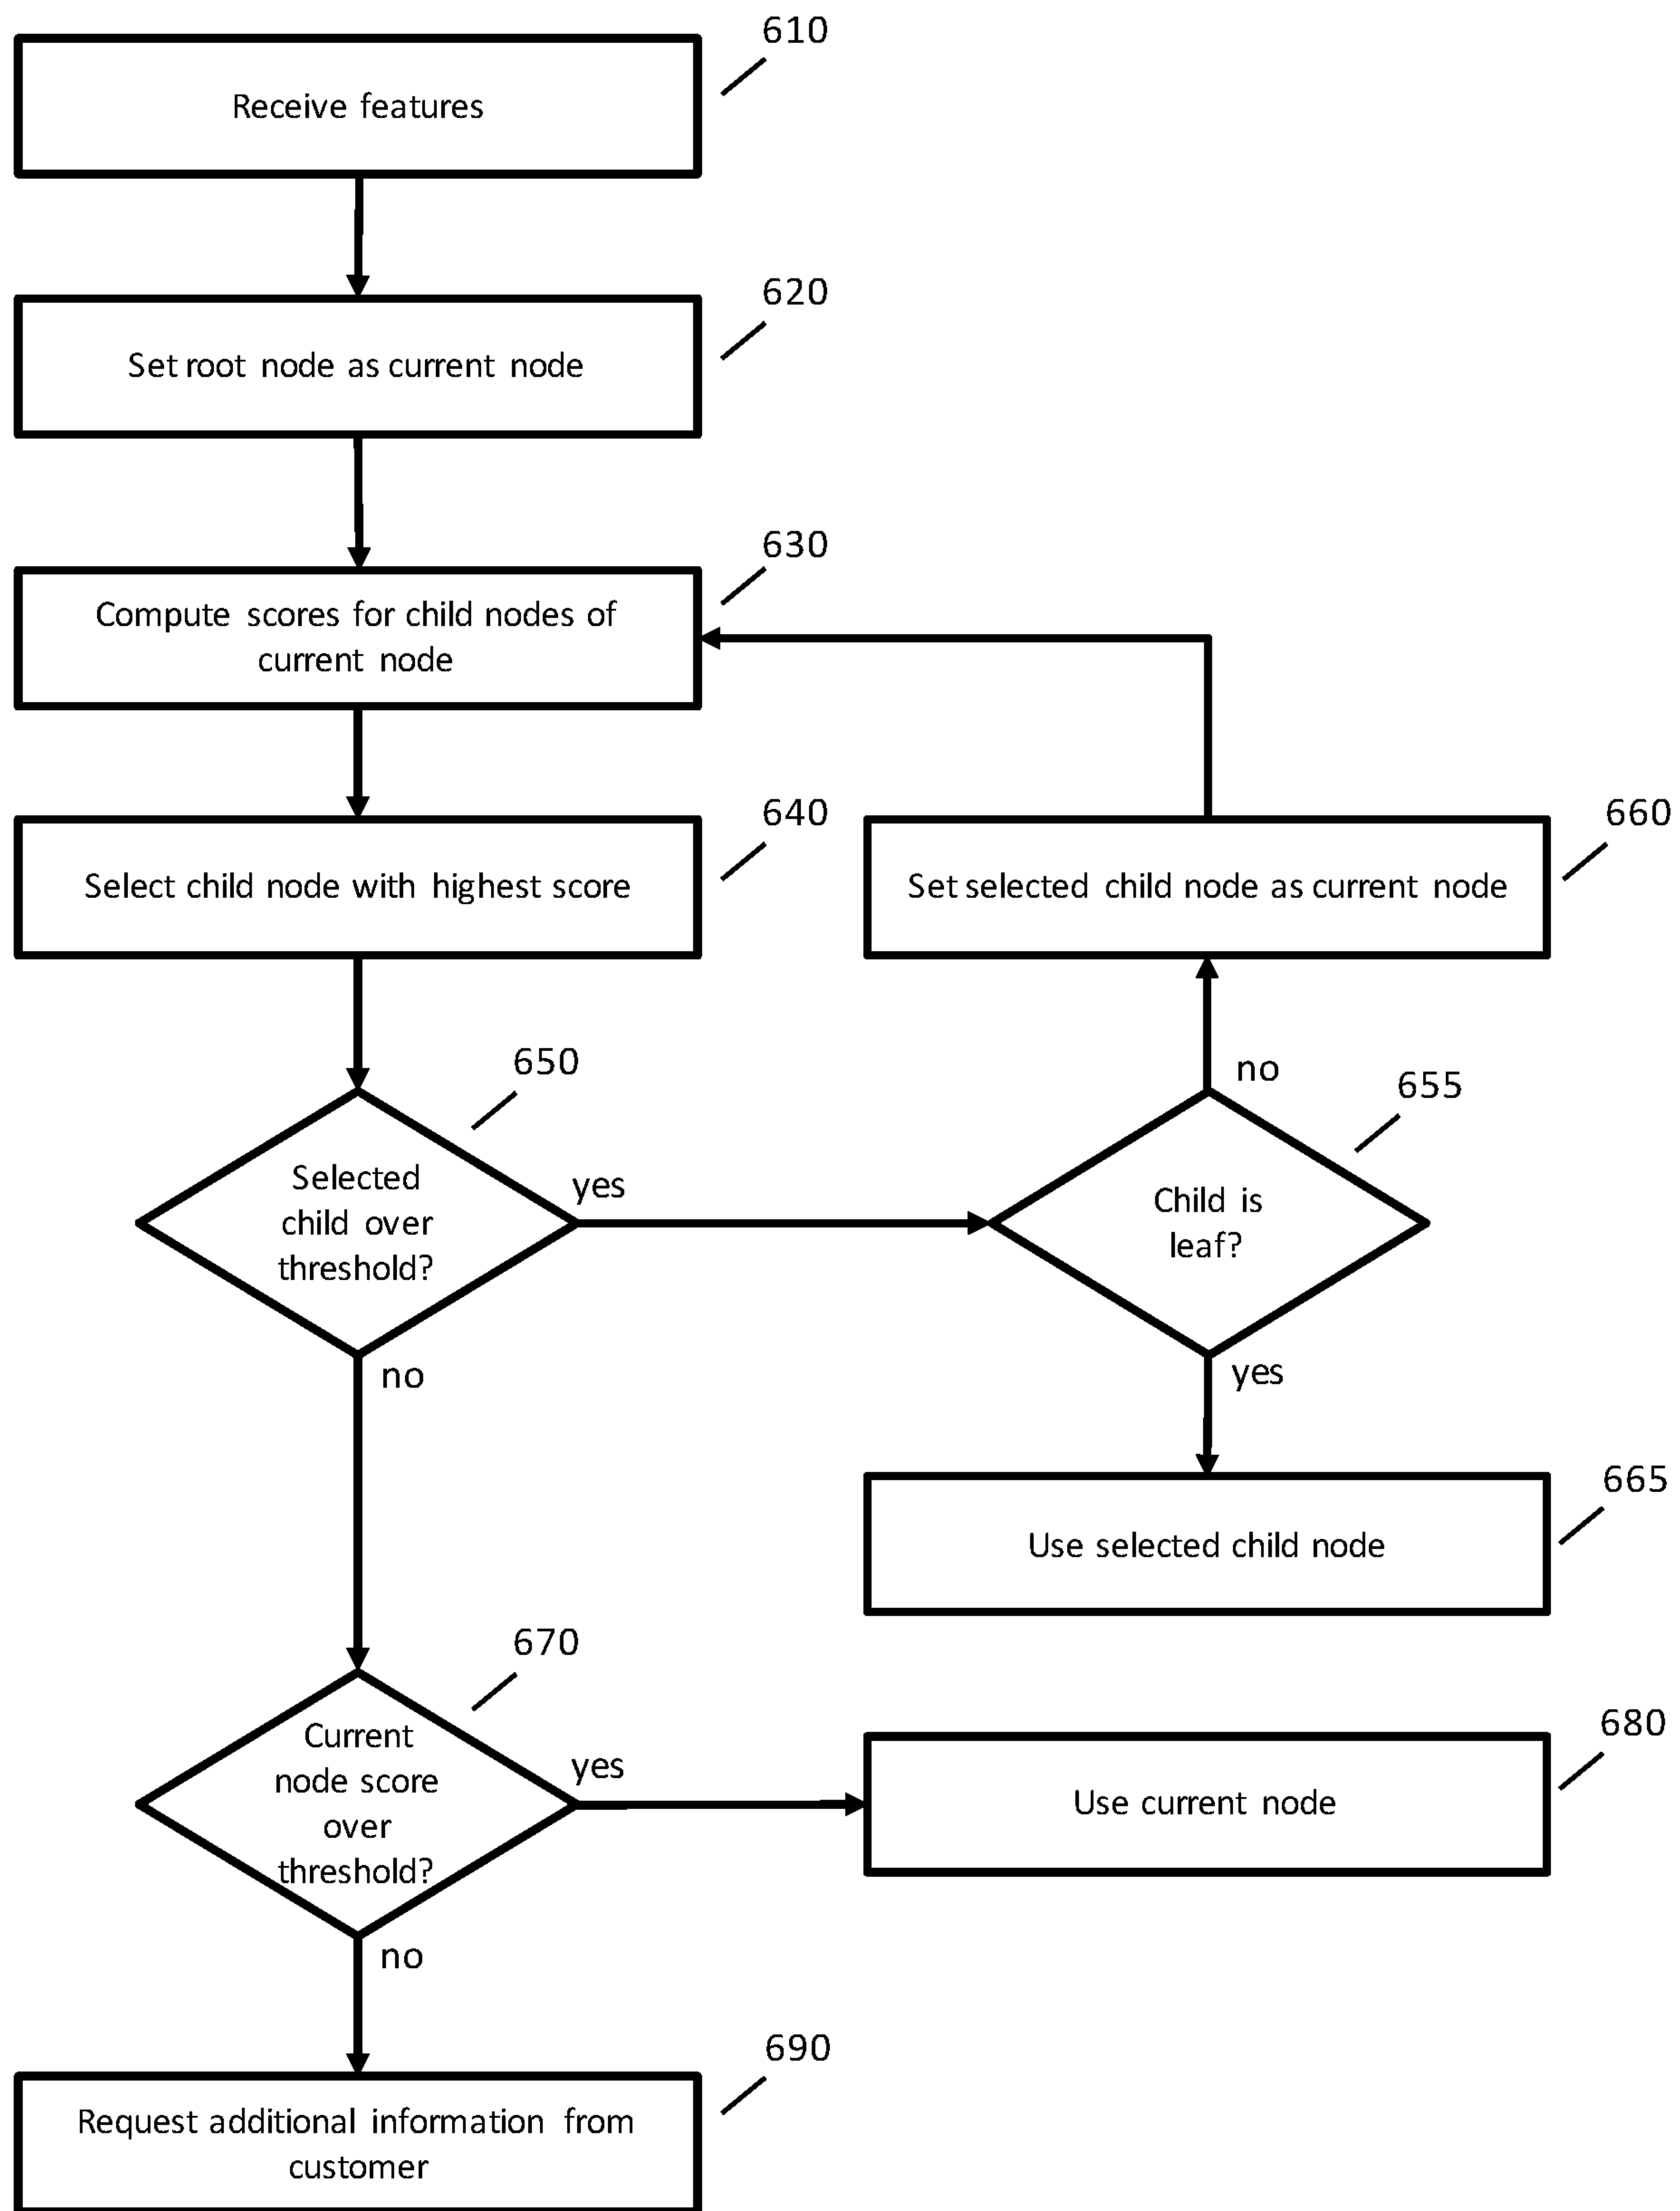 610
Receive features
620
Set root node as current node
630
Compute scores for child nodes of
current node
640
Select child node with highest score
660
Set selected child node as current node
650
Selected
child over
threshold?
yes
no
655
Child is
leaf?
no
yes
665
Use selected child node
670
Current
node score
over
threshold?
yes
680
Use current node
no
690
Request additional information from
customer